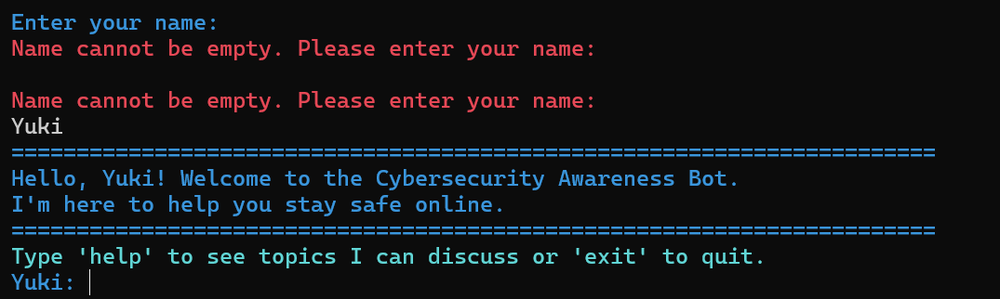 Enter your name:
Name cannot be empty. Please enter your name:
Name cannot be empty. Please enter your name:
Yuki
=======================================================================
Hello, Yuki! Welcome to the Cybersecurity Awareness Bot.
I'm here to help you stay safe online.
=======================================================================
Type 'help' to see topics I can discuss or 'exit' to quit.
Yuki: